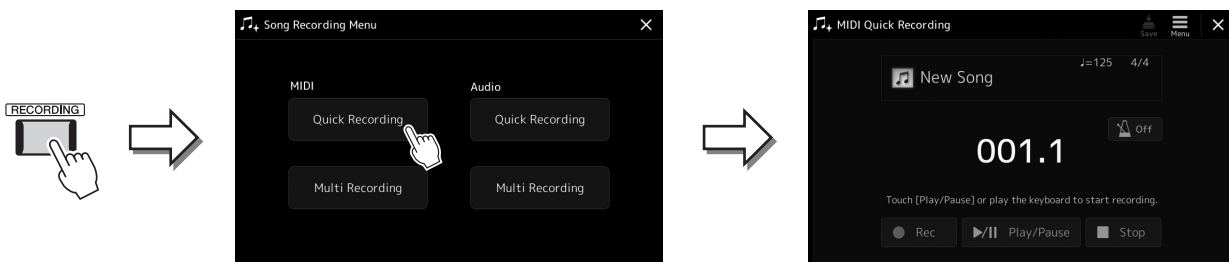 RECORDING
Song Recording Menu
MIDI
Audio
Quick Recording
Quick Recording
Multi Recording
Multi Recording
MIDI Quick Recording
Save
Menu
♩=125 4/4
New Song
Off
001.1
Touch [Play/Pause] or play the keyboard to start recording.
Rec
Play/Pause
Stop